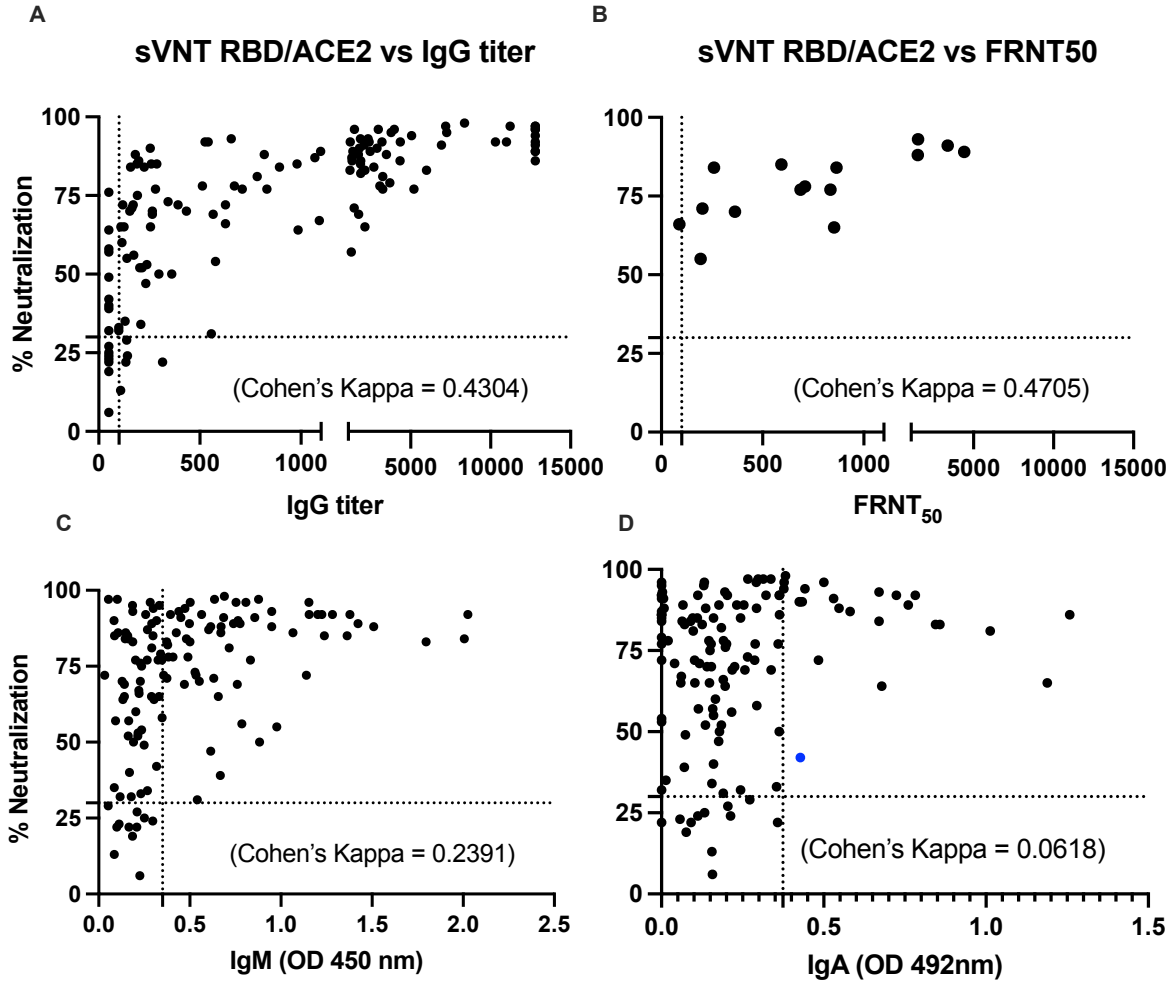 A
B
sVNT RBD/ACE2 vs IgG titer
sVNT RBD/ACE2 vs FRNT50
% Neutralization
100
75
50
25
0
(Cohen's Kappa = 0.4304)
0 500 1000 5000 10000 15000
IgG titer
100
75
50
25
0
(Cohen's Kappa = 0.4705)
0 500 1000 5000 10000 15000
FRNT50
C
D
% Neutralization
100
75
50
25
0
(Cohen's Kappa = 0.2391)
0.0 0.5 1.0 1.5 2.0 2.5
IgM (OD 450 nm)
100
75
50
25
0
(Cohen's Kappa = 0.0618)
0.0 0.5 1.0 1.5
IgA (OD 492nm)